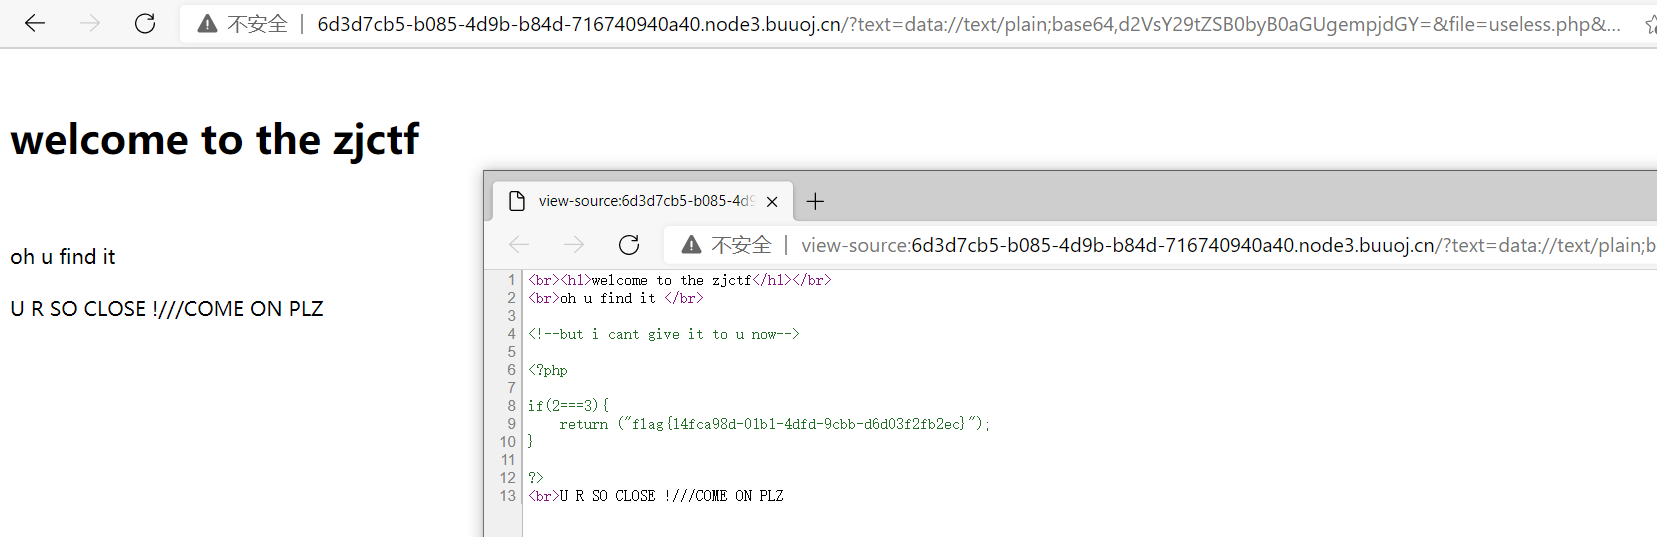 不安全 | 6d3d7cb5-b085-4d9b-b84d-716740940a40.node3.buuoj.cn/?text=data://text/plain;base64,d2VsY29tZSB0byB0aGUgempjdGY=&file=useless.php&...
welcome to the zjctf
oh u find it
U R SO CLOSE !///COME ON PLZ
view-source:6d3d7cb5-b085-4d9
不安全 | view-source:6d3d7cb5-b085-4d9b-b84d-716740940a40.node3.buuoj.cn/?text=data://text/plain;b
1 <br><h1>welcome to the zjctf</h1></br>
2 <br>oh u find it </br>
3
4 <!--but i cant give it to u now-->
5
6 <?php
7
8 if(2===3){
9 return ("flag{14fca98d-01b1-4dfd-9cbb-d6d03f2fb2ec}");
10 }
11
12 ?>
13 <br>U R SO CLOSE !///COME ON PLZ